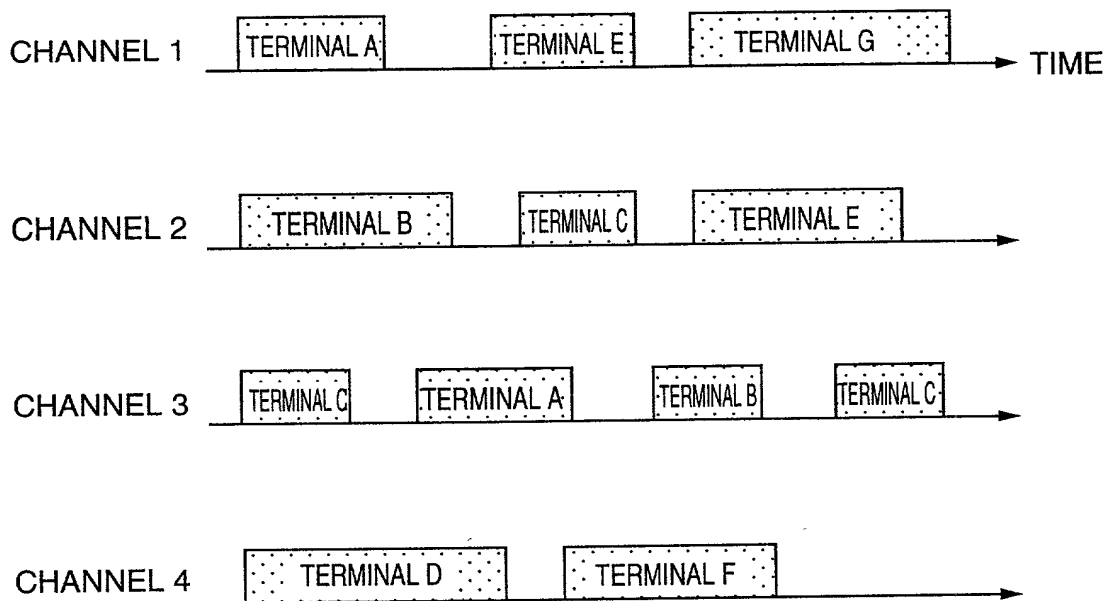 CHANNEL 1 TERMINAL A TERMINAL E TERMINAL G TIME
CHANNEL 2 TERMINAL B TERMINAL C TERMINAL E
CHANNEL 3 TERMINAL C TERMINAL A TERMINAL B TERMINAL C
CHANNEL 4 TERMINAL D TERMINAL F